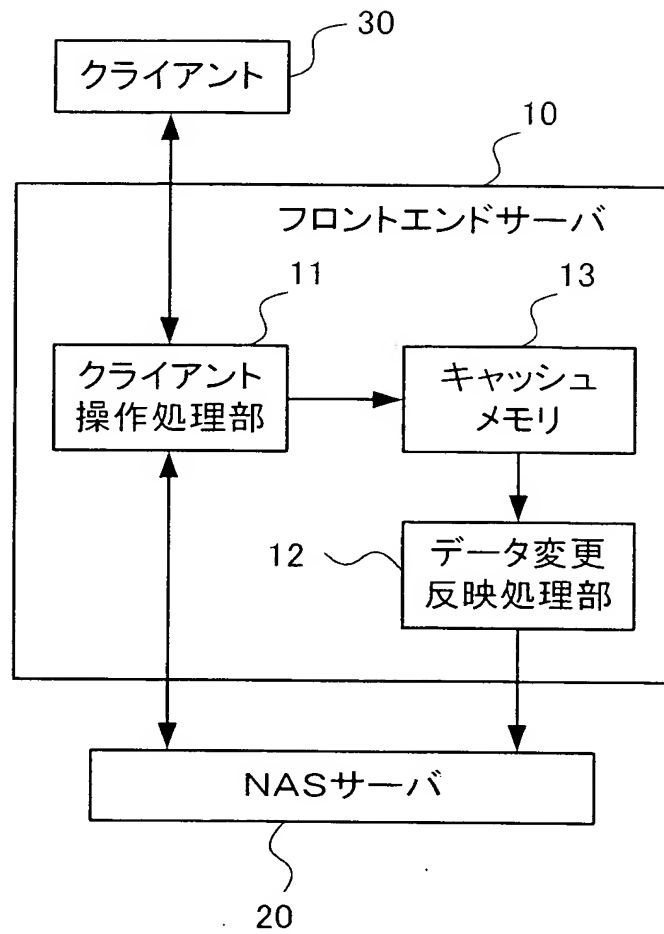 30
クライアント
10
フロントエンドサーバ
11
13
クライアント
操作処理部
キャッシュ
メモリ
12
データ変更
反映処理部
NASサーバ
20